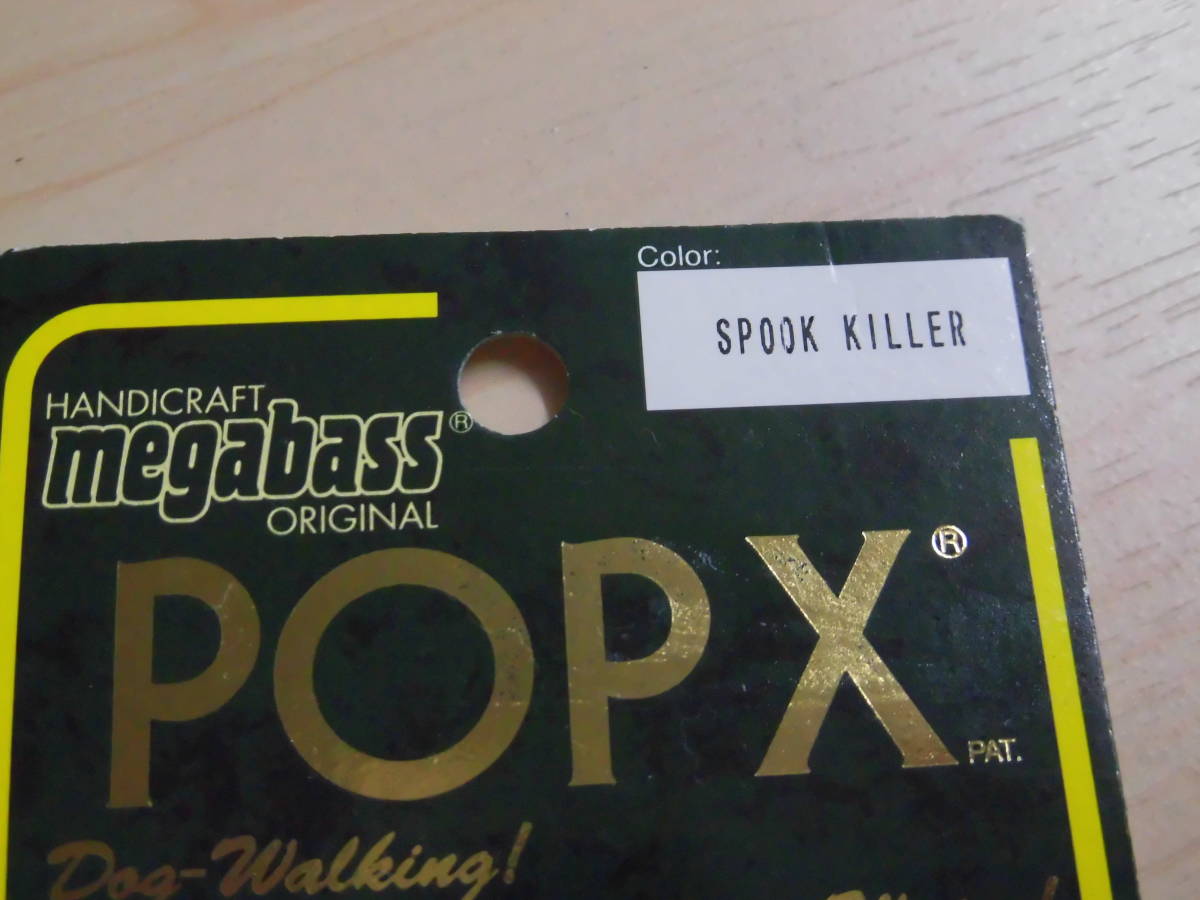 Color:
SPOOK KILLER
HANDICRAFT
megabass®
ORIGINAL
POPX®
PAT.
Dog-Walking!